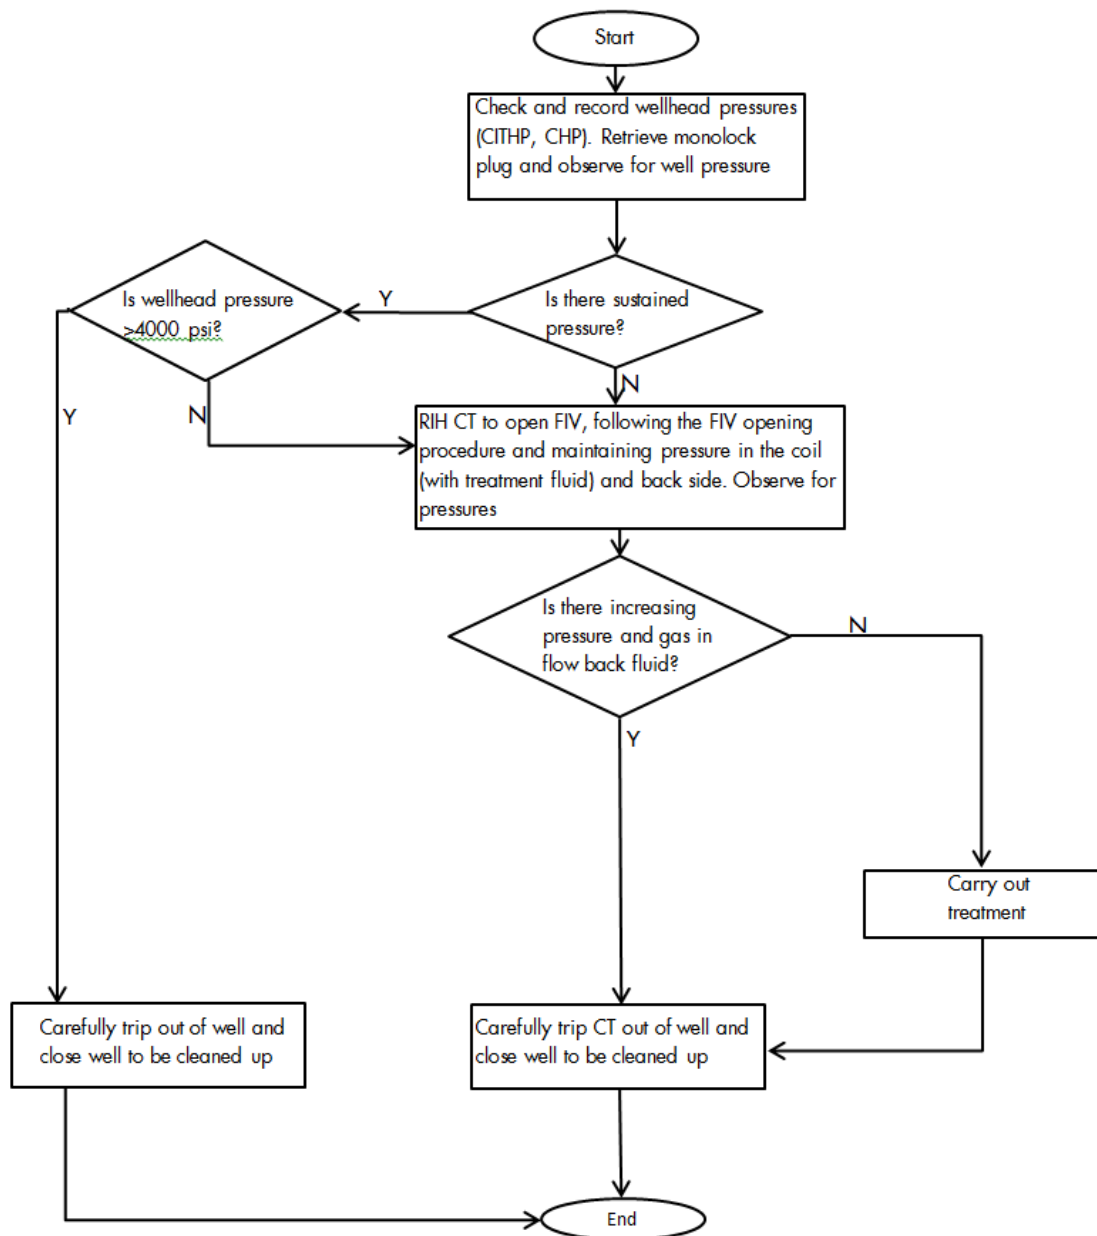 Start
Check and record wellhead pressures
(CITHP, CHP). Retrieve monolock
plug and observe for well pressure
Is there sustained
pressure?
Y
Is wellhead pressure
>4000 psi?
N
Y
N
RIH CT to open FIV, following the FIV opening
procedure and maintaining pressure in the coil
(with treatment fluid) and back side. Observe for
pressures
Is there increasing
pressure and gas in
flow back fluid?
N
Y
Carry out
treatment
Carefully trip out of well and
close well to be cleaned up
Carefully trip CT out of well and
close well to be cleaned up
End